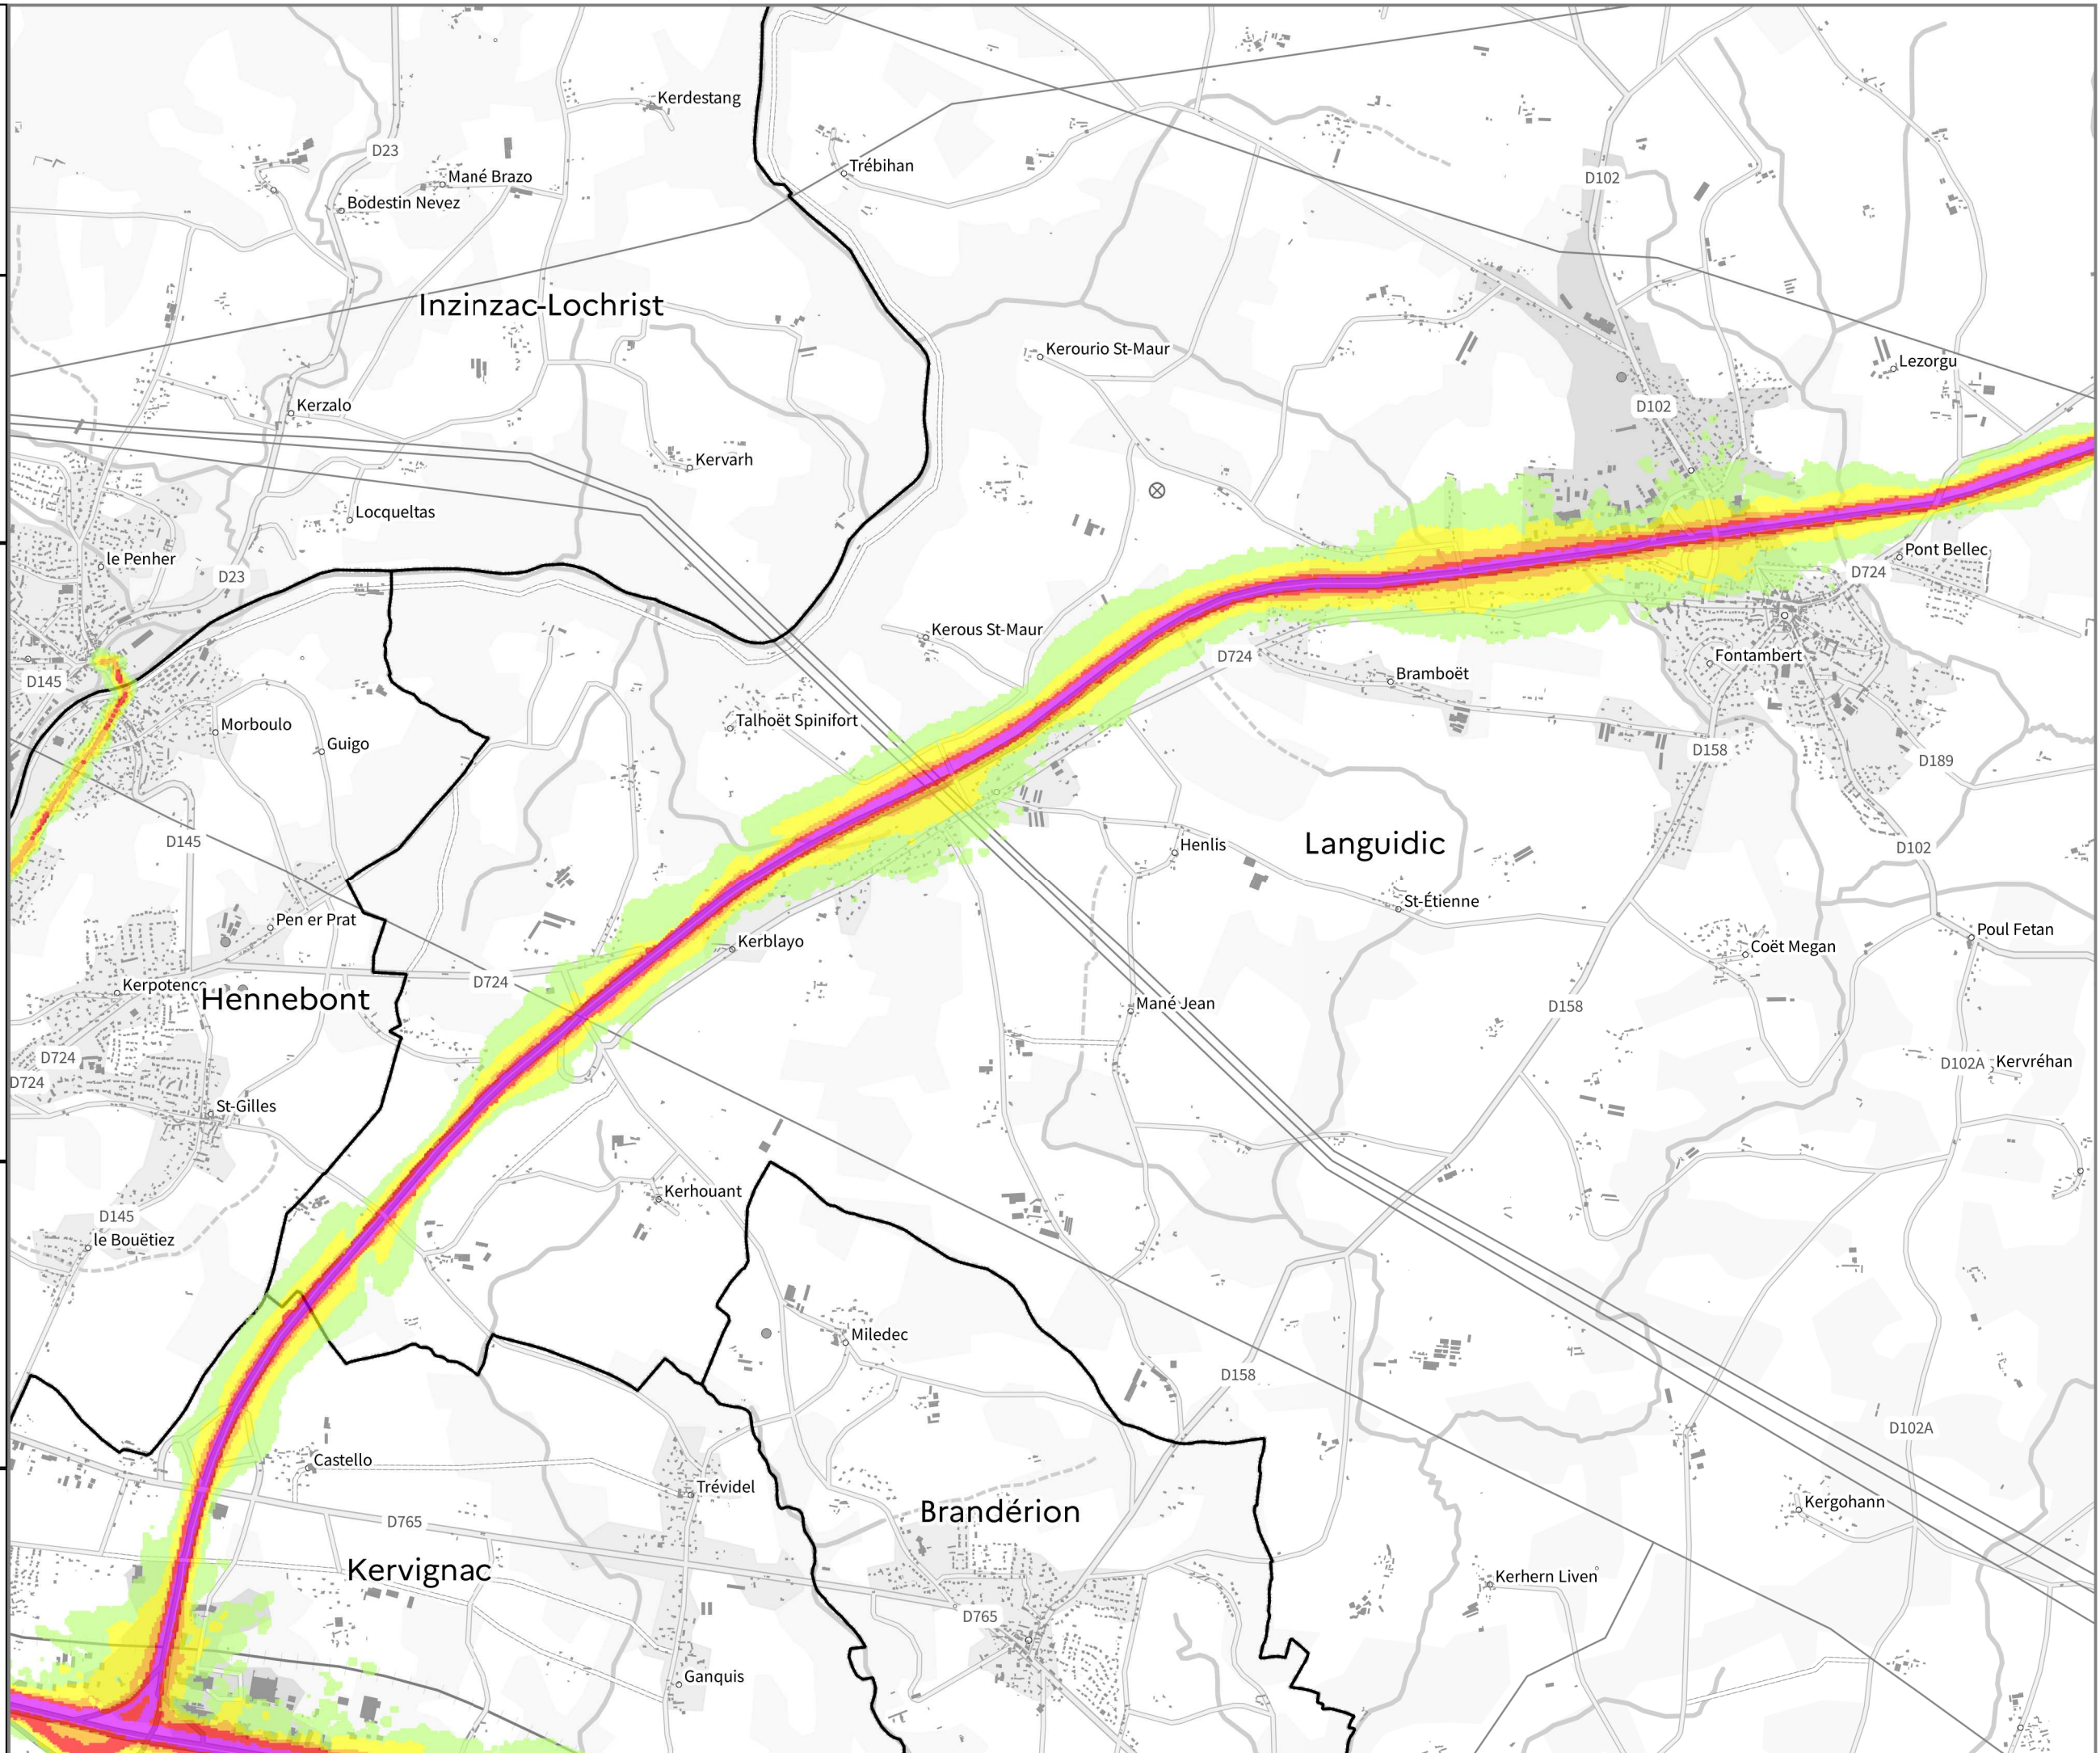 Kerdestang
D23
Trébihan
Mané Brazo
D102
Bodestin Nevez
Inzinzac-Lochrist
Kerourio St-Maur
Lezorgu
Kerzalo
D102
Kervarh
Locqueltas
Pont Bellec
le Penher
D724
D23
Kerous St-Maur
D724
Fontambert
Bramboët
D145
Talhoët Spinifort
Morboulo
Guigo
D158
D189
D145
Henlis
Languidic
D102
St-Étienne
Pen er Prat
Poul Fetan
Kerblayo
Coët Megan
D724
Kerpotence
Hennebont
Mané Jean
D158
D724
D102A
Kervréhan
D724
St-Gilles
Kerhouant
D145
le Bouëtiez
Miledec
D158
D102A
Castello
Trévidel
Kergohann
Brandérion
D765
Kervignac
Kerhern Liven
D765
Ganquis